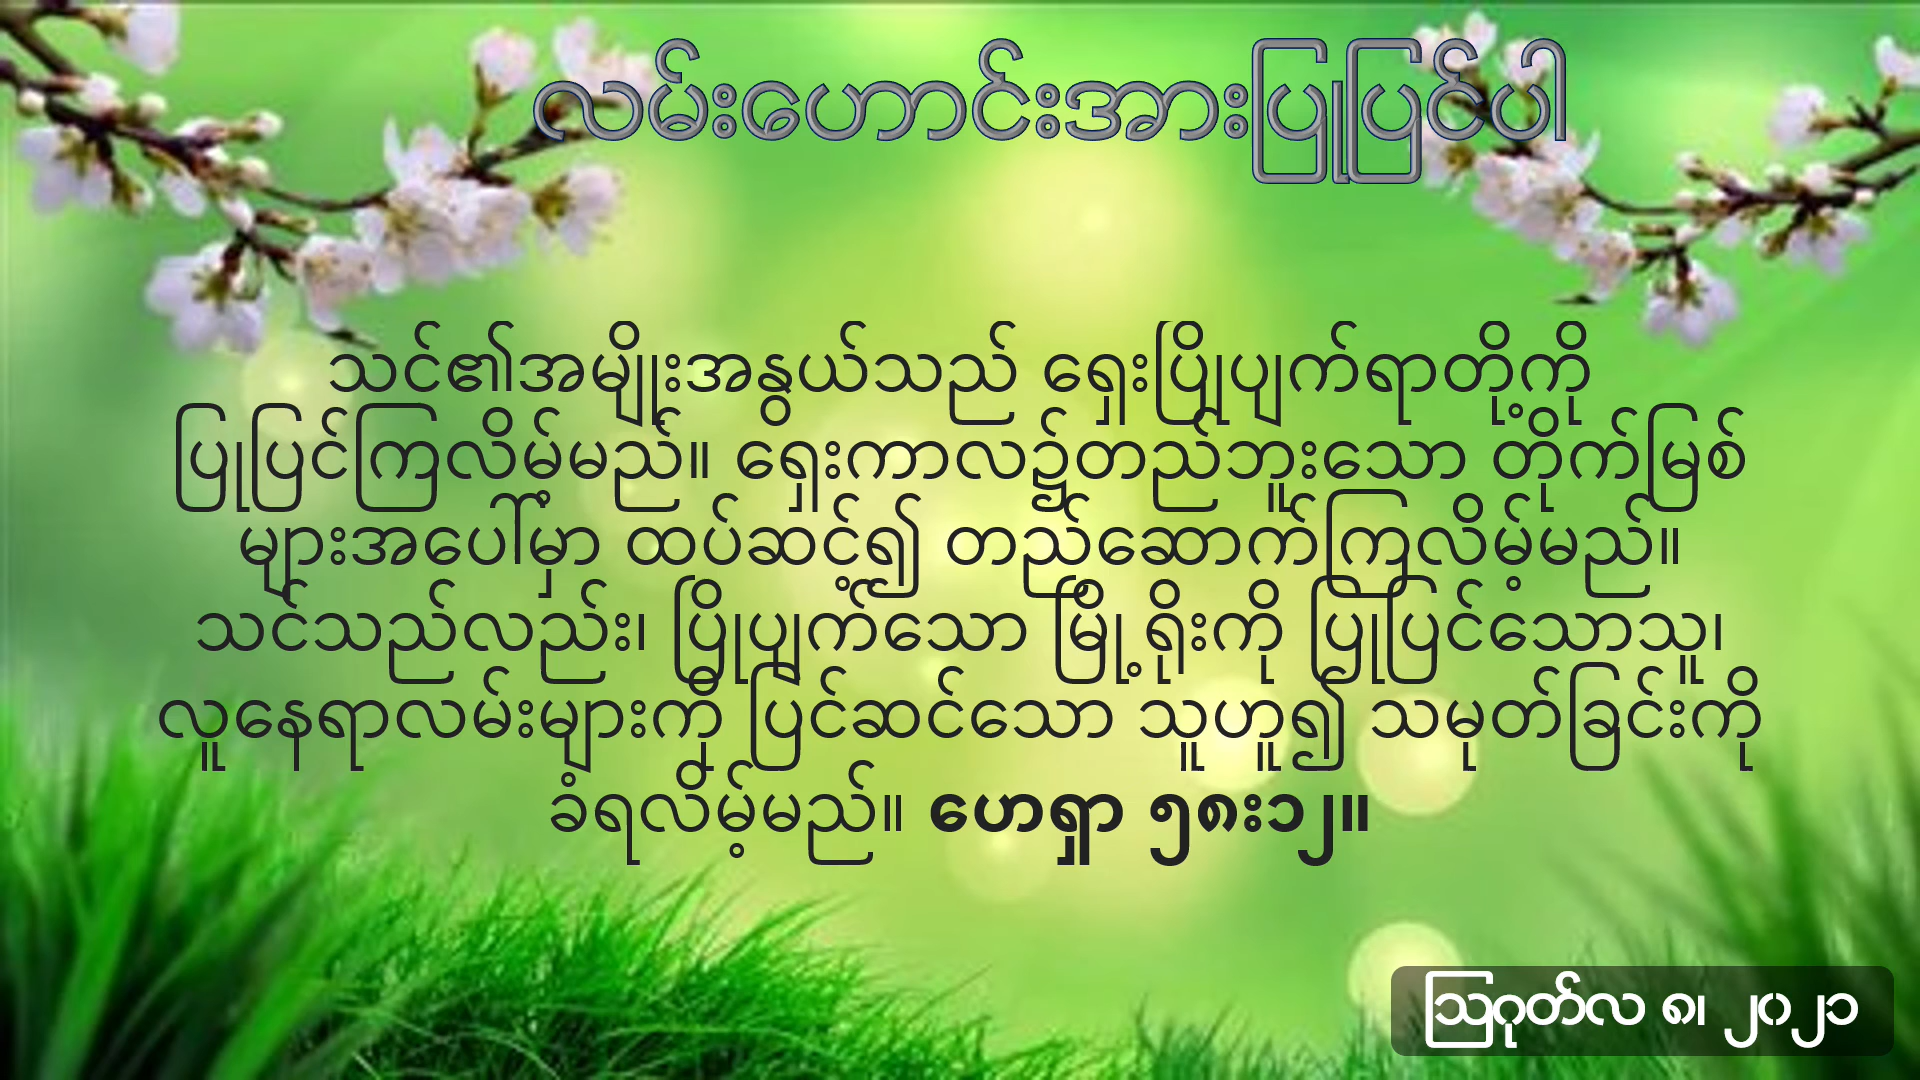 လမ်းဟောင်းအားပြုပြင်ပါ
သင်၏အမျိုးအနွယ်သည် ရှေးပြိုပျက်ရာတို့ကို
ပြုပြင်ကြလိမ့်မည်။ ရှေးကာလ၌တည်ဘူးသော တိုက်မြစ်
များအပေါ်မှာ ထပ်ဆင့်၍ တည်ဆောက်ကြလိမ့်မည်။
သင်သည်လည်း၊ ပြိုပျက်သော မြို့ရိုးကို ပြုပြင်သောသူ၊
လူနေရာလမ်းများကို ပြင်ဆင်သော သူဟူ၍ သမုတ်ခြင်းကို
ခံရလိမ့်မည်။ ဟေရှာ ၅၈း၁၂။
ဩဂုတ်လ ၈၊ ၂၀၂၁